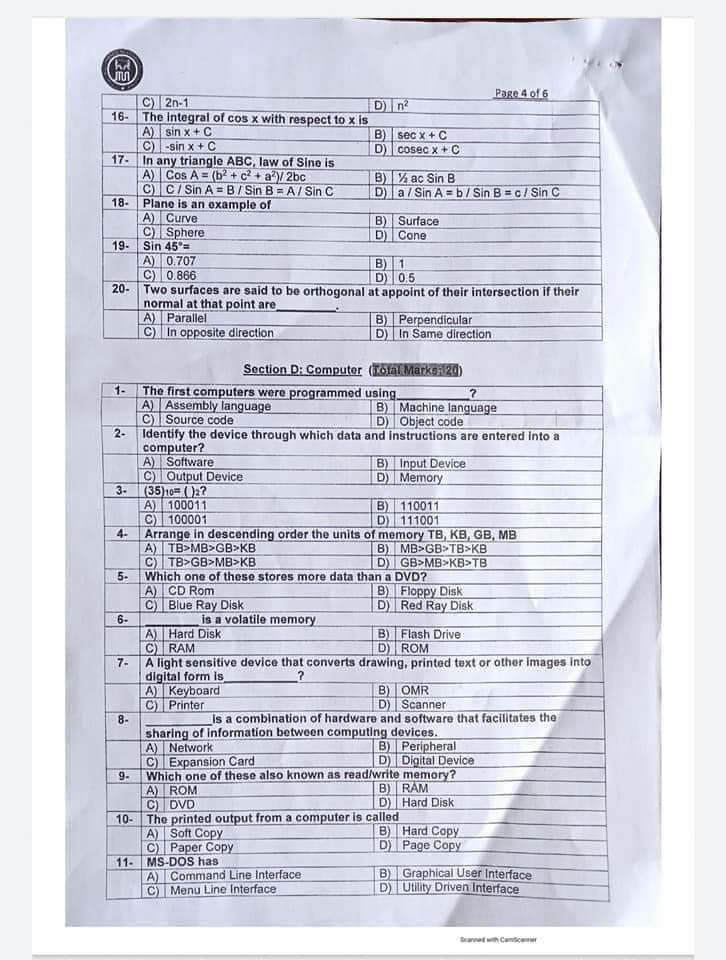 Page 4 of 6
C) 2n-1 D) n²
16- The integral of cos x with respect to x is
A) sin x + C B) sec x + C
C) -sin x + C D) cosec x + C
17- In any triangle ABC, law of Sine is
A) Cos A = (b² + c² + a²)/ 2bc B) ½ ac Sin B
C) C / Sin A = B / Sin B = A / Sin C D) a / Sin A = b / Sin B = c / Sin C
18- Plane is an example of
A) Curve B) Surface
C) Sphere D) Cone
19- Sin 45°=
A) 0.707 B) 1
C) 0.866 D) 0.5
20- Two surfaces are said to be orthogonal at appoint of their intersection if their
normal at that point are__________.
A) Parallel B) Perpendicular
C) In opposite direction D) In Same direction
Section D: Computer (Total Marks: 20)
1- The first computers were programmed using__________?
A) Assembly language B) Machine language
C) Source code D) Object code
2- Identify the device through which data and instructions are entered into a
computer?
A) Software B) Input Device
C) Output Device D) Memory
3- (35)₁₀= ( )₂?
A) 100011 B) 110011
C) 100001 D) 111001
4- Arrange in descending order the units of memory TB, KB, GB, MB
A) TB>MB>GB>KB B) MB>GB>TB>KB
C) TB>GB>MB>KB D) GB>MB>KB>TB
5- Which one of these stores more data than a DVD?
A) CD Rom B) Floppy Disk
C) Blue Ray Disk D) Red Ray Disk
6- __________is a volatile memory
A) Hard Disk B) Flash Drive
C) RAM D) ROM
7- A light sensitive device that converts drawing, printed text or other images into
digital form is__________?
A) Keyboard B) OMR
C) Printer D) Scanner
8- __________is a combination of hardware and software that facilitates the
sharing of information between computing devices.
A) Network B) Peripheral
C) Expansion Card D) Digital Device
9- Which one of these also known as read/write memory?
A) ROM B) RAM
C) DVD D) Hard Disk
10- The printed output from a computer is called
A) Soft Copy B) Hard Copy
C) Paper Copy D) Page Copy
11- MS-DOS has
A) Command Line Interface B) Graphical User Interface
C) Menu Line Interface D) Utility Driven Interface
Scanned with CamScanner